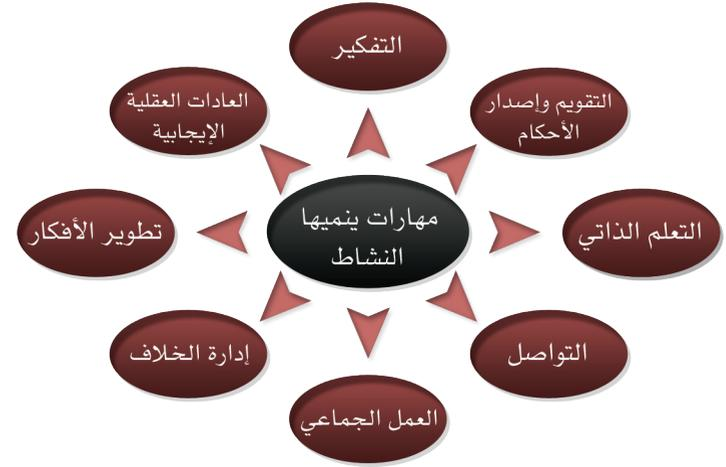 التفكير
التقويم وإصدار
الأحكام
التعلم الذاتي
التواصل
العمل الجماعي
إدارة الخلاف
تطوير الأفكار
العادات العقلية
الإيجابية
مهارات ينميها
النشاط